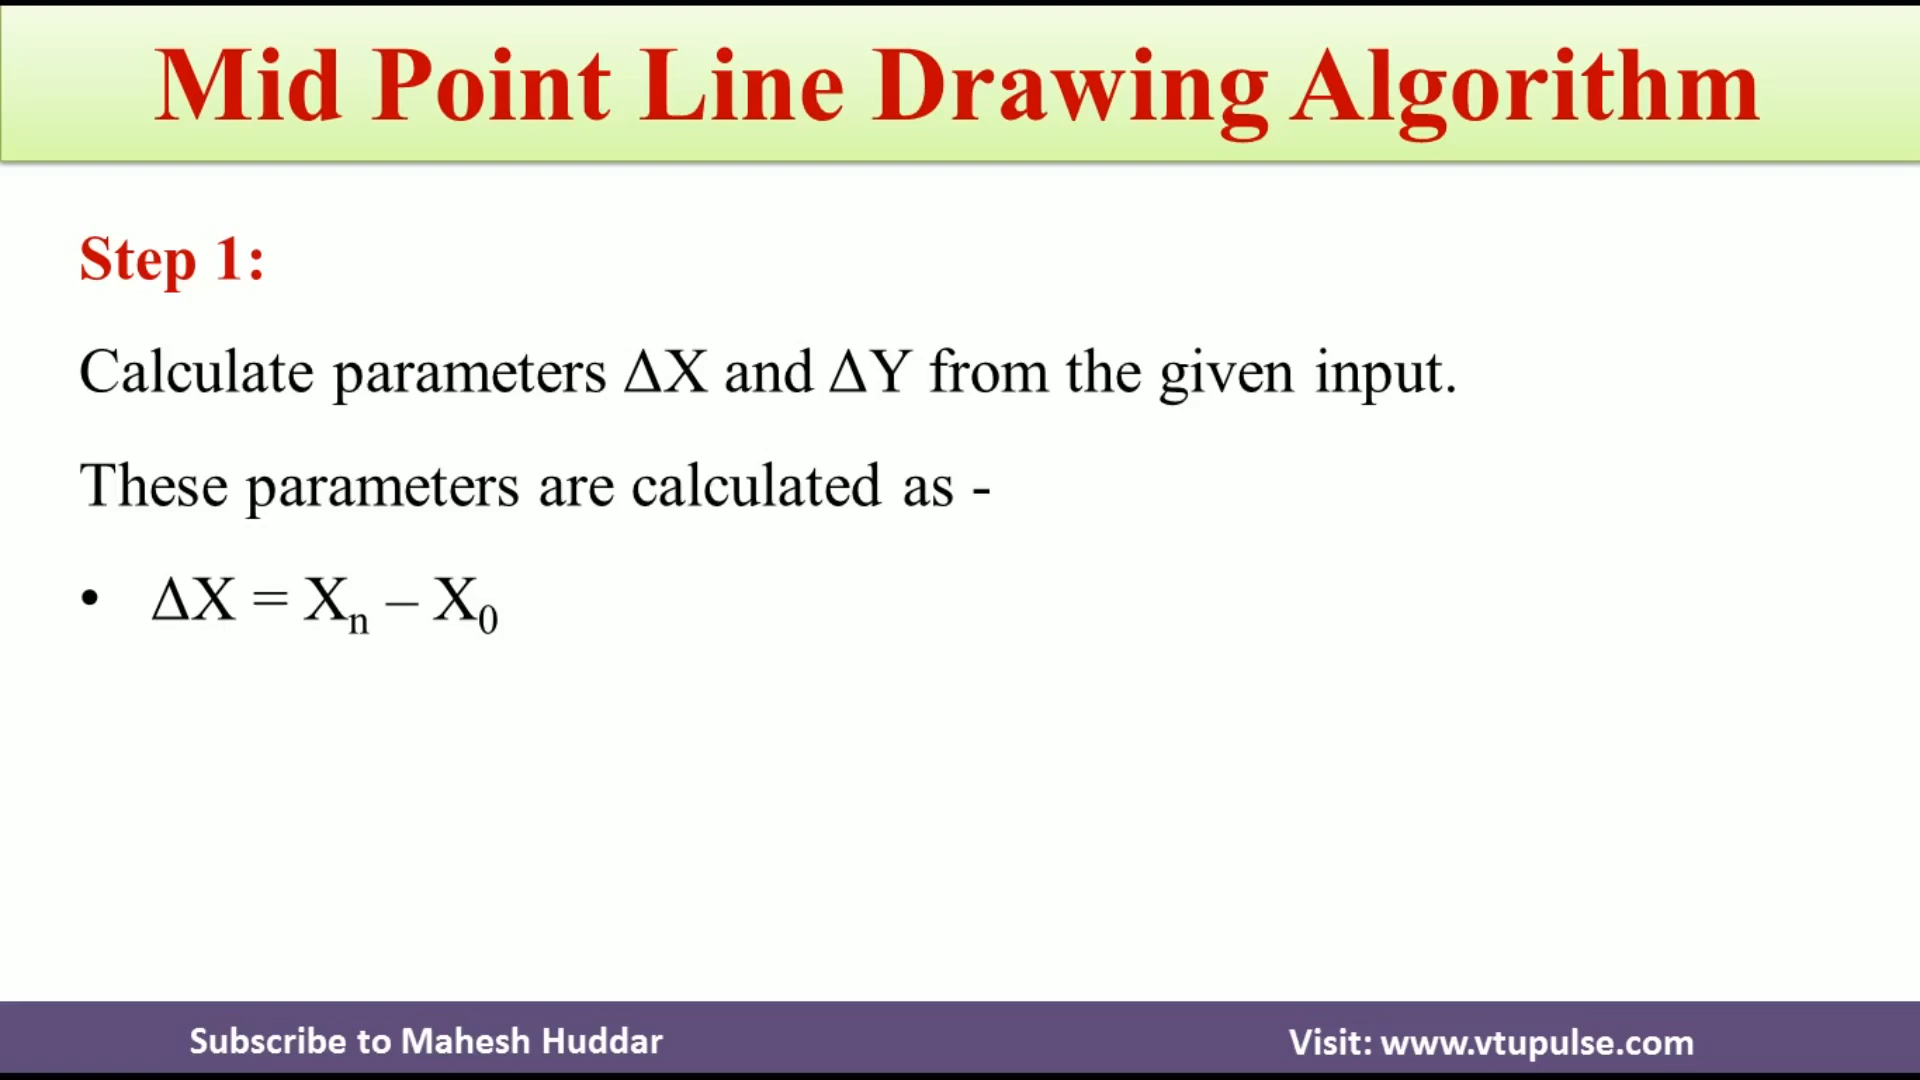 Mid Point Line Drawing Algorithm
Step 1:
Calculate parameters ΔX and ΔY from the given input.
These parameters are calculated as -
• ΔX = Xₙ – X₀
Subscribe to Mahesh Huddar
Visit: www.vtupulse.com